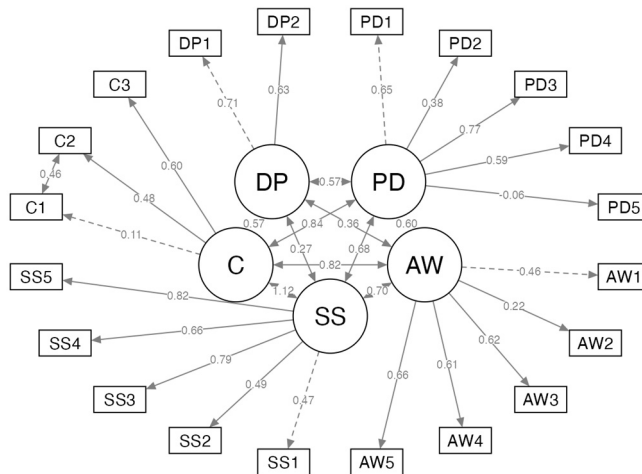 DP2
DP1
PD1
PD2
C3
PD3
0.63
0.65
0.71
0.38
0.77
C2
PD4
0.60
0.59
0.46
DP
0.57
PD
0.48
-0.06
C1
PD5
0.57
0.84
0.36
0.60
0.11
0.27
0.68
C
0.82
AW
0.46
SS5
AW1
1.12
0.70
0.82
0.22
SS
0.66
SS4
AW2
0.62
0.79
0.61
0.66
0.49
SS3
AW3
0.47
SS2
AW4
SS1
AW5